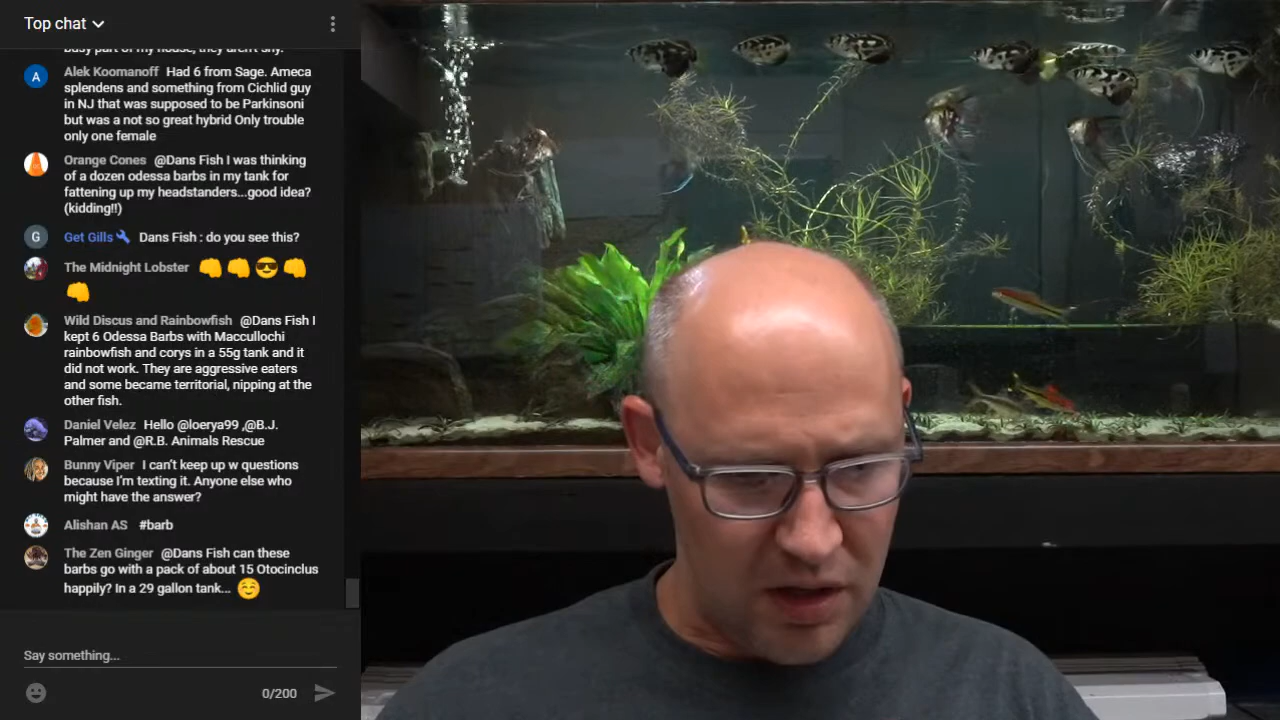 Top chat
busy part of my house, they aren't shy.
A
Alek Koomanoff Had 6 from Sage. Ameca
splendens and something from Cichlid guy
in NJ that was supposed to be Parkinsoni
but was a not so great hybrid Only trouble
only one female
Orange Cones @Dans Fish I was thinking
of a dozen odessa barbs in my tank for
fattening up my headstanders...good idea?
(kidding!!)
G
Get Gills Dans Fish : do you see this?
The Midnight Lobster
Wild Discus and Rainbowfish @Dans Fish I
kept 6 Odessa Barbs with Maccullochi
rainbowfish and corys in a 55g tank and it
did not work. They are aggressive eaters
and some became territorial, nipping at the
other fish.
Daniel Velez Hello @loerya99 ,@B.J.
Palmer and @R.B. Animals Rescue
Bunny Viper I can't keep up w questions
because I'm texting it. Anyone else who
might have the answer?
Alishan AS #barb
The Zen Ginger @Dans Fish can these
barbs go with a pack of about 15 Otocinclus
happily? In a 29 gallon tank...
Say something...
0/200